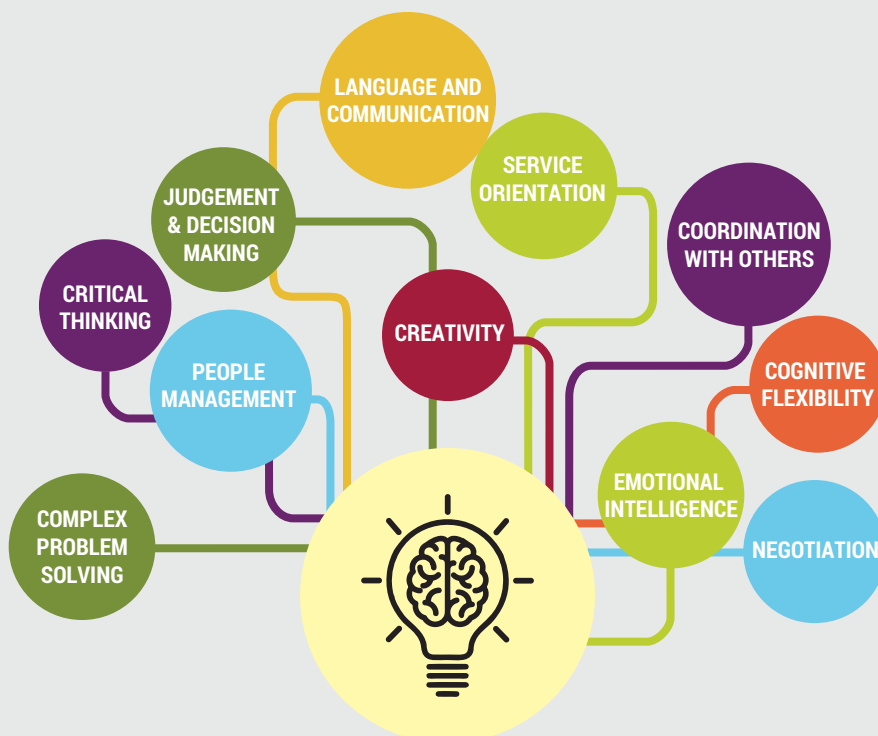 LANGUAGE AND
COMMUNICATION
SERVICE
ORIENTATION
JUDGEMENT
& DECISION
MAKING
COORDINATION
WITH OTHERS
CRITICAL
THINKING
CREATIVITY
PEOPLE
MANAGEMENT
COGNITIVE
FLEXIBILITY
EMOTIONAL
INTELLIGENCE
COMPLEX
PROBLEM
SOLVING
NEGOTIATION